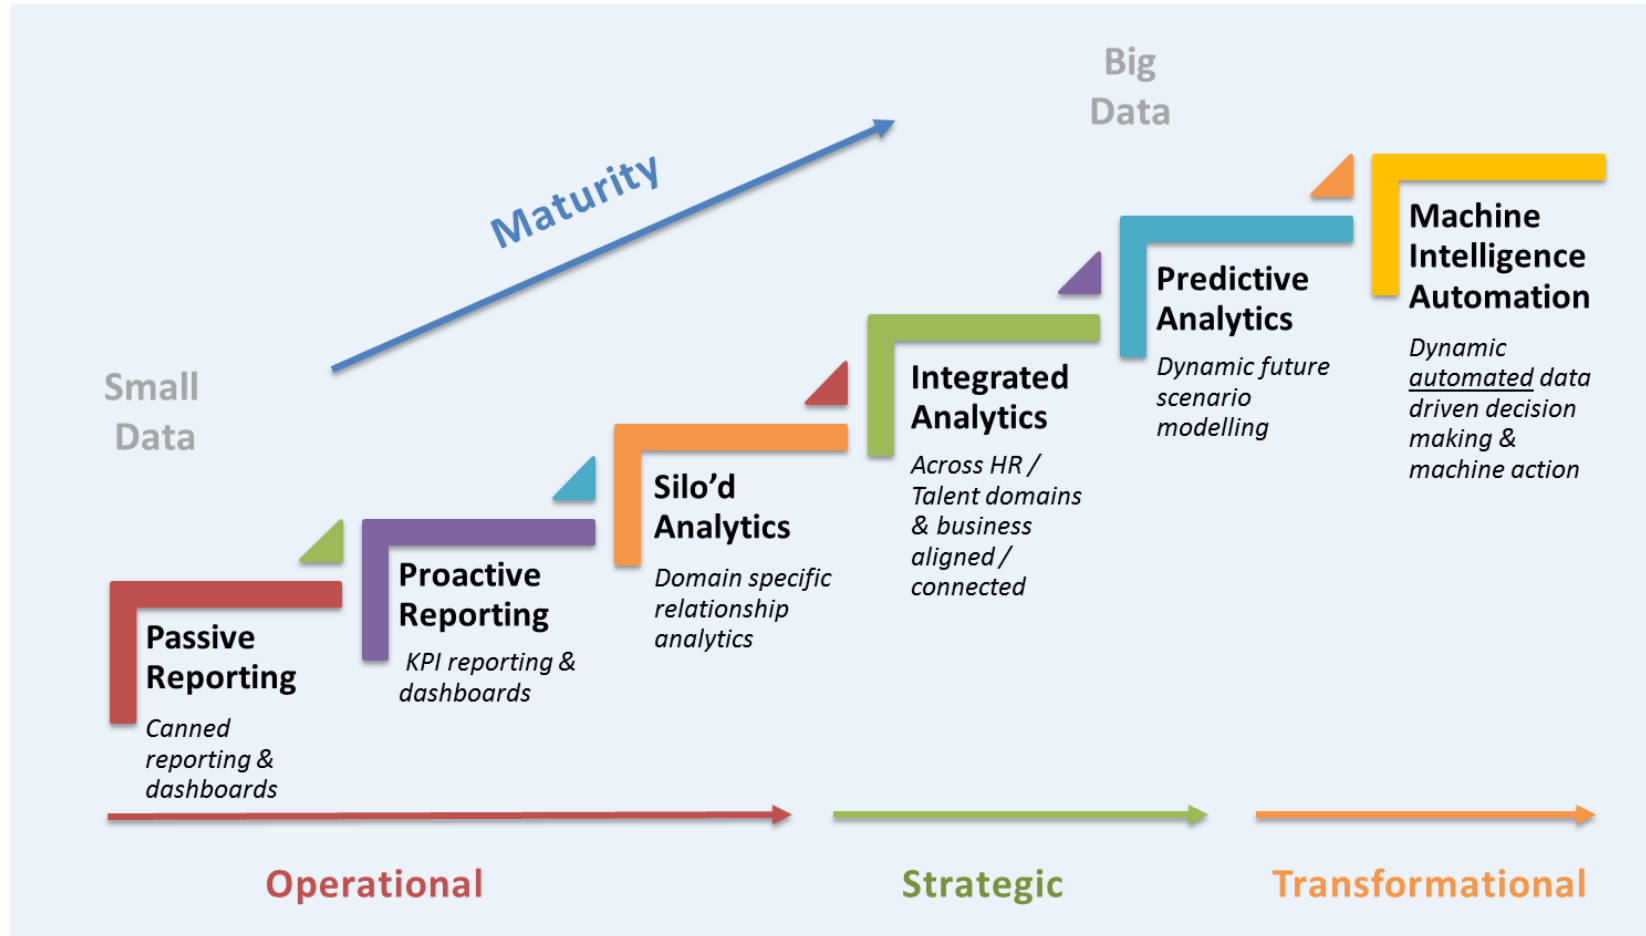 Big
Data
Maturity
Small
Data
Passive
Reporting
Canned
reporting &
dashboards
Proactive
Reporting
KPI reporting &
dashboards
Silo’d
Analytics
Domain specific
relationship
analytics
Integrated
Analytics
Across HR /
Talent domains
& business
aligned /
connected
Predictive
Analytics
Dynamic future
scenario
modelling
Machine
Intelligence
Automation
Dynamic
automated data
driven decision
making &
machine action
Operational
Strategic
Transformational